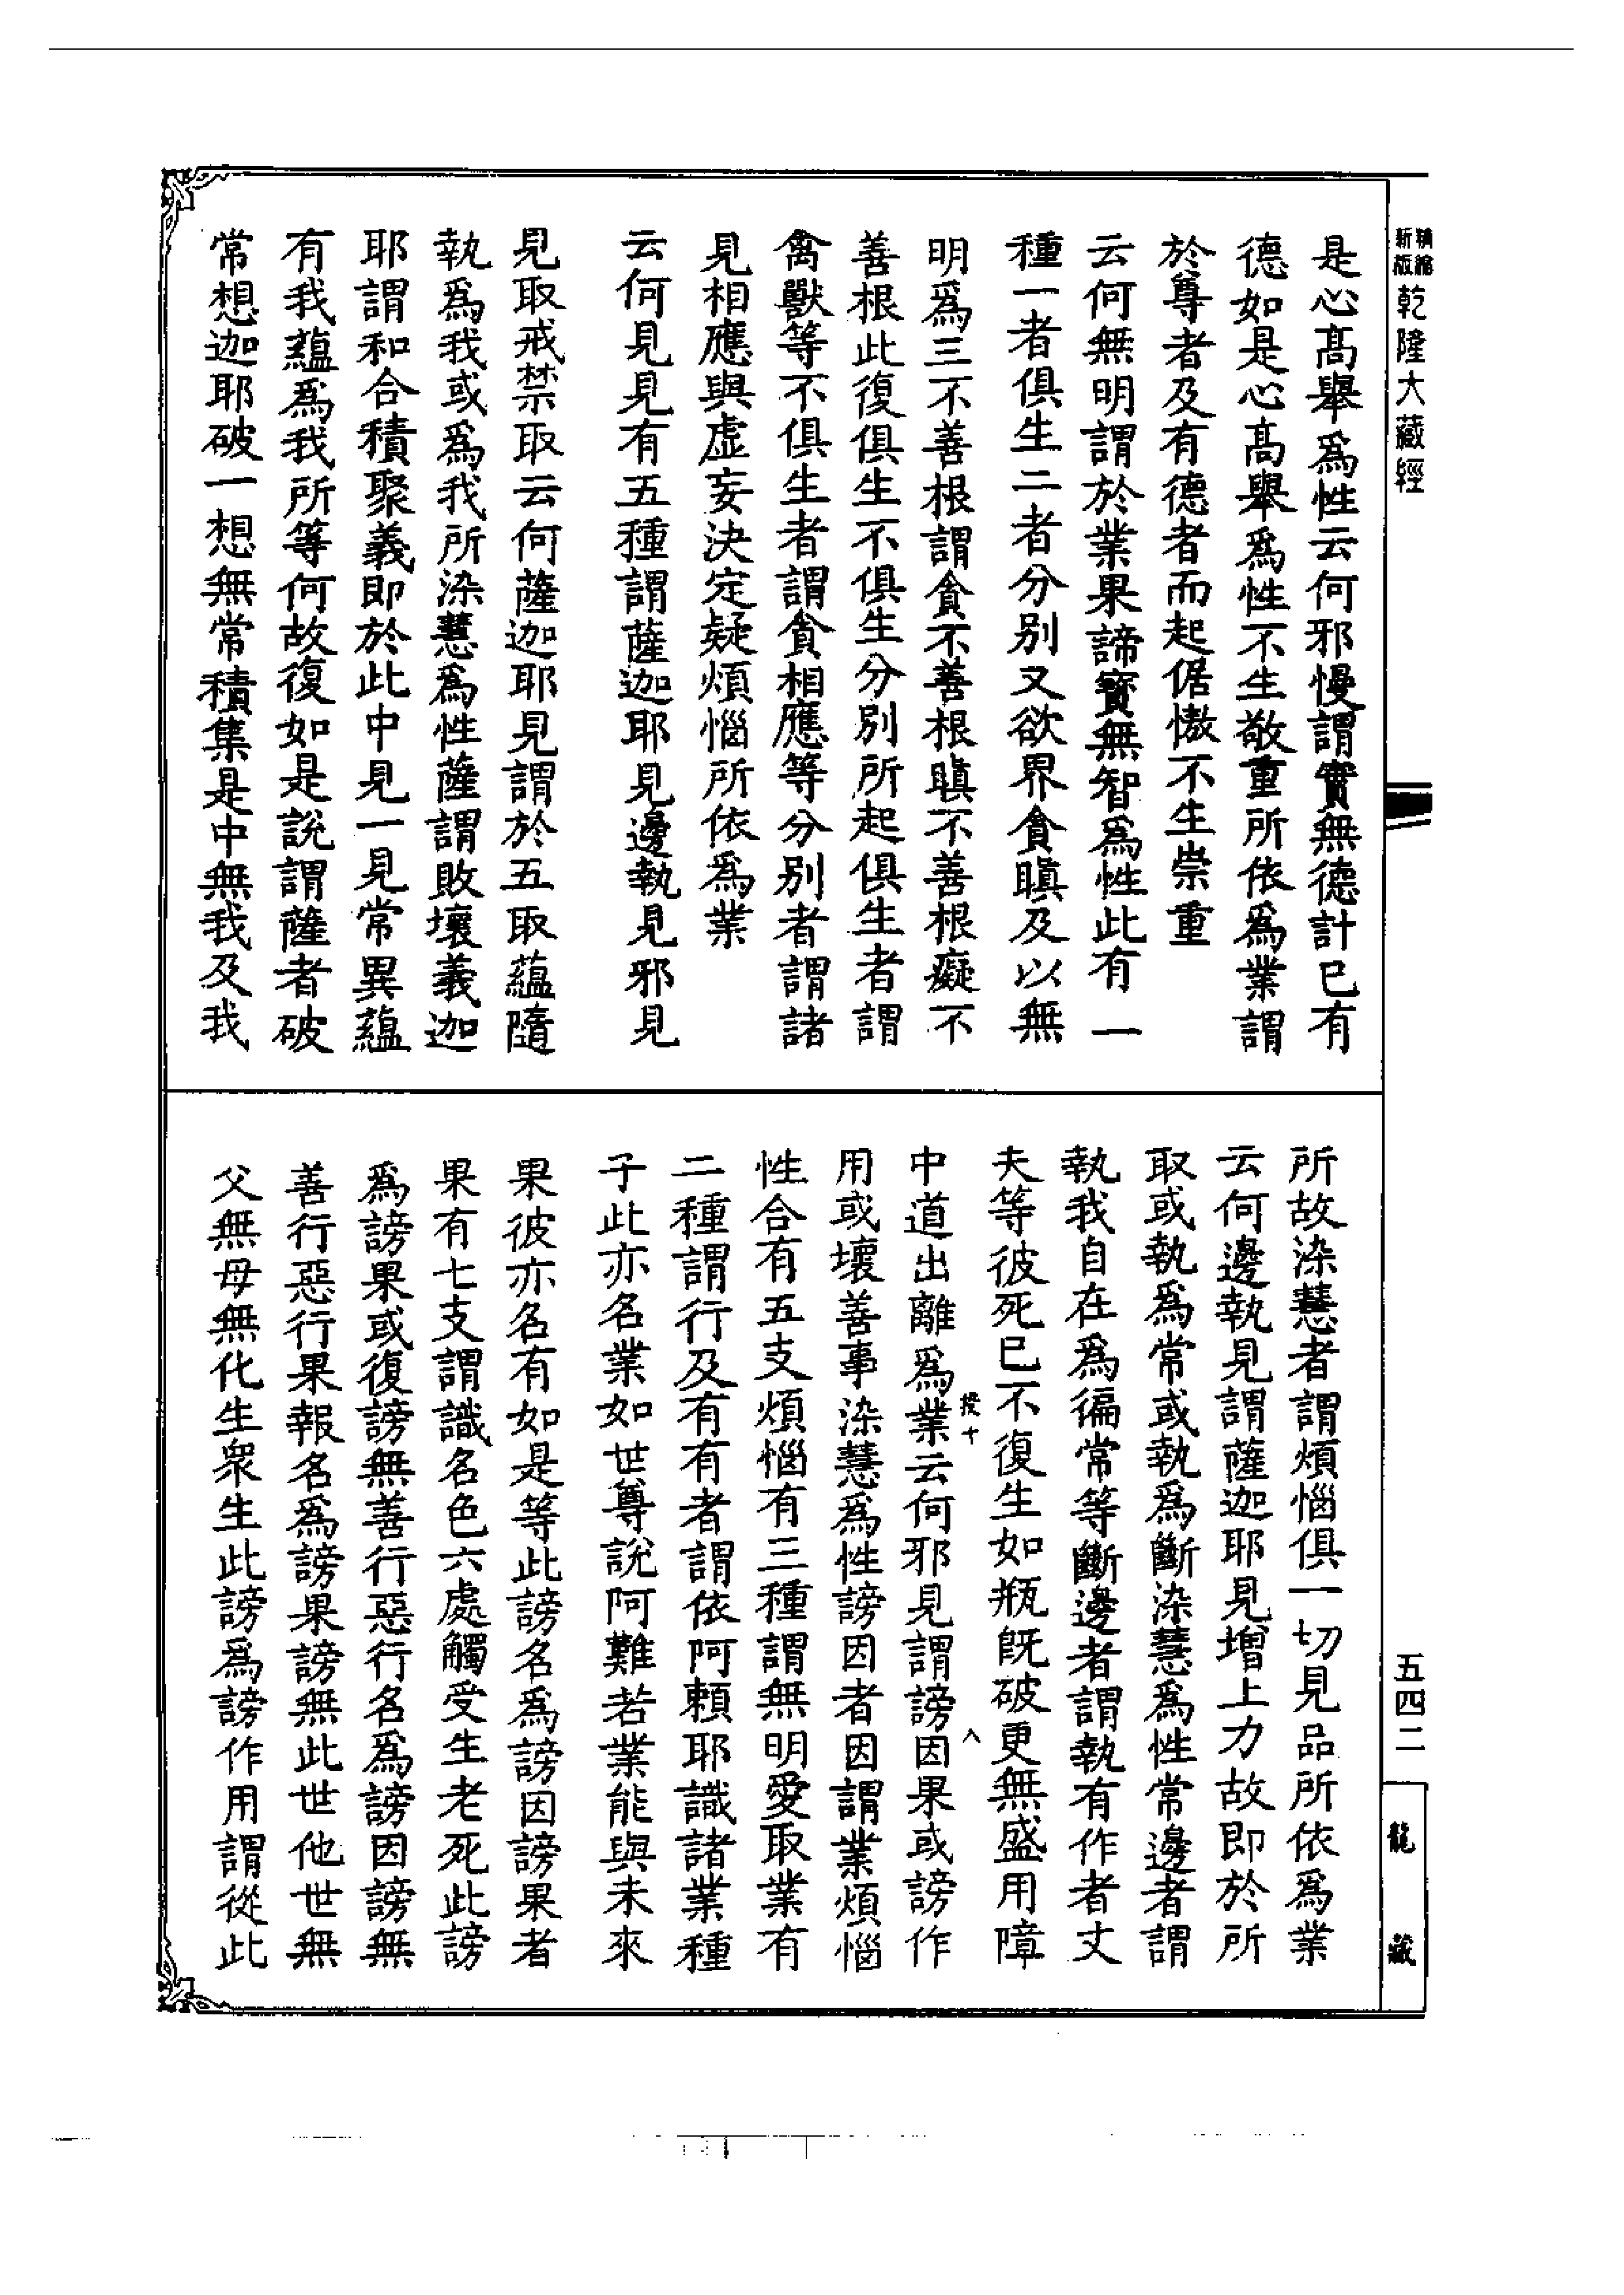 新版精縮
乾隆大藏經
是心高舉爲性云何邪慢謂實無德計已有
德如是心高舉爲性不生敬重所依爲業謂
於尊者及有德者而起倨慠不生崇重
云何無明謂於業果諦寶無智爲性此有一
種一者俱生二者分別又欲界貪瞋及以無
明爲三不善根謂貪不善根瞋不善根癡不
善根此復俱生不俱生分別所起俱生者謂
禽獸等不俱生者謂貪相應等分別者謂諸
見相應與虛妄決定疑煩惱所依爲業
云何見見有五種謂薩迦耶見邊執見邪見
見取戒禁取云何薩迦耶見謂於五取蘊隨
執爲我或爲我所染慧爲性薩謂敗壞義迦
耶謂和合積聚義即於此中見一見常異蘊
有我蘊爲我所等何故復如是說謂薩者破
常想迦耶破一想無常積集是中無我及我
所故染慧者謂煩惱俱一切見品所依爲業
云何邊執見謂薩迦耶見增上力故即於所
取或執爲常或執爲斷染慧爲性常邊者謂
執我自在爲徧常等斷邊者謂執有作者丈
夫等彼死已不復生如瓶旣破更無盛用障
中道出離爲業云何邪見謂謗因果或謗作
用或壞善事染慧爲性謗因者因謂業煩惱
性合有五支煩惱有三種謂無明愛取業有
二種謂行及有有者謂依阿賴耶識諸業種
子此亦名業如世尊說阿難若業能與未來
果彼亦名有如是等此謗名爲謗因謗果者
果有七支謂識名色六處觸受生老死此謗
爲謗果或復謗無善行惡行名爲謗因謗無
善行惡行果報名爲謗果謗無此世他世無
父無母無化生衆生此謗爲謗作用謂從此
五四二
龍藏